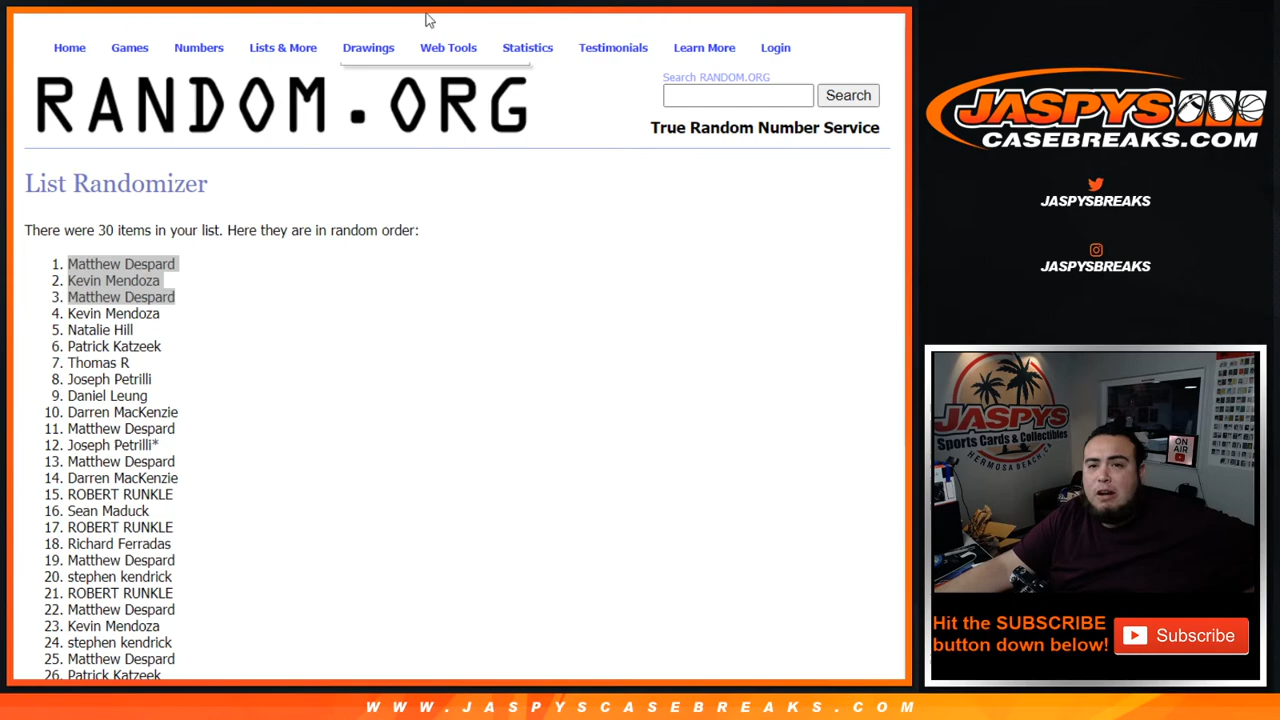 Home Games Numbers Lists & More Drawings Web Tools Statistics Testimonials Learn More Login
RANDOM.ORG
Search RANDOM.ORG
Search
True Random Number Service
List Randomizer
There were 30 items in your list. Here they are in random order:
1. Matthew Despard
2. Kevin Mendoza
3. Matthew Despard
4. Kevin Mendoza
5. Natalie Hill
6. Patrick Katzeek
7. Thomas R
8. Joseph Petrilli
9. Daniel Leung
10. Darren MacKenzie
11. Matthew Despard
12. Joseph Petrilli*
13. Matthew Despard
14. Darren MacKenzie
15. ROBERT RUNKLE
16. Sean Maduck
17. ROBERT RUNKLE
18. Richard Ferradas
19. Matthew Despard
20. stephen kendrick
21. ROBERT RUNKLE
22. Matthew Despard
23. Kevin Mendoza
24. stephen kendrick
25. Matthew Despard
26. Patrick Katzeek
JASPYS
CASEBREAKS.COM
JASPYSBREAKS
JASPYSBREAKS
JASPYS
Sports Cards & Collectibles
HERMOSA BEACH, CA
ON AIR
Hit the SUBSCRIBE
button down below!
Subscribe
WWW.JASPYSCASEBREAKS.COM